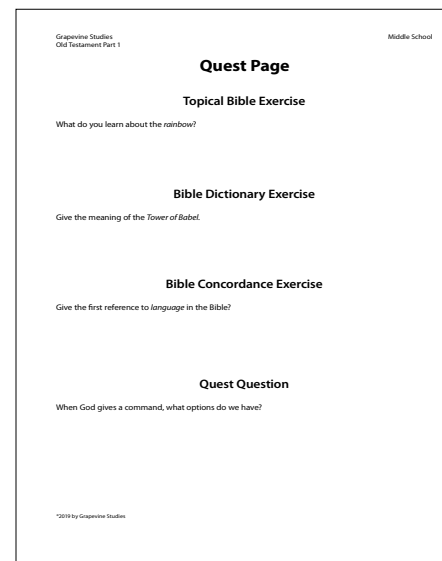 Grapevine Studies
Old Testament Part 1
Middle School
Quest Page
Topical Bible Exercise
What do you learn about the rainbow?
Bible Dictionary Exercise
Give the meaning of the Tower of Babel.
Bible Concordance Exercise
Give the first reference to language in the Bible?
Quest Question
When God gives a command, what options do we have?
©2019 by Grapevine Studies